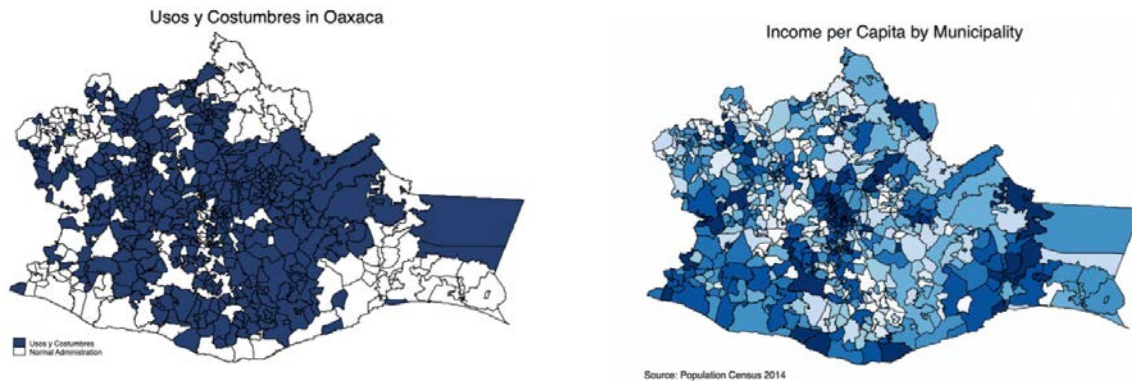 Usos y Costumbres in Oaxaca
Usos y Costumbres
Normal Administration
Income per Capita by Municipality
Source: Population Census 2014